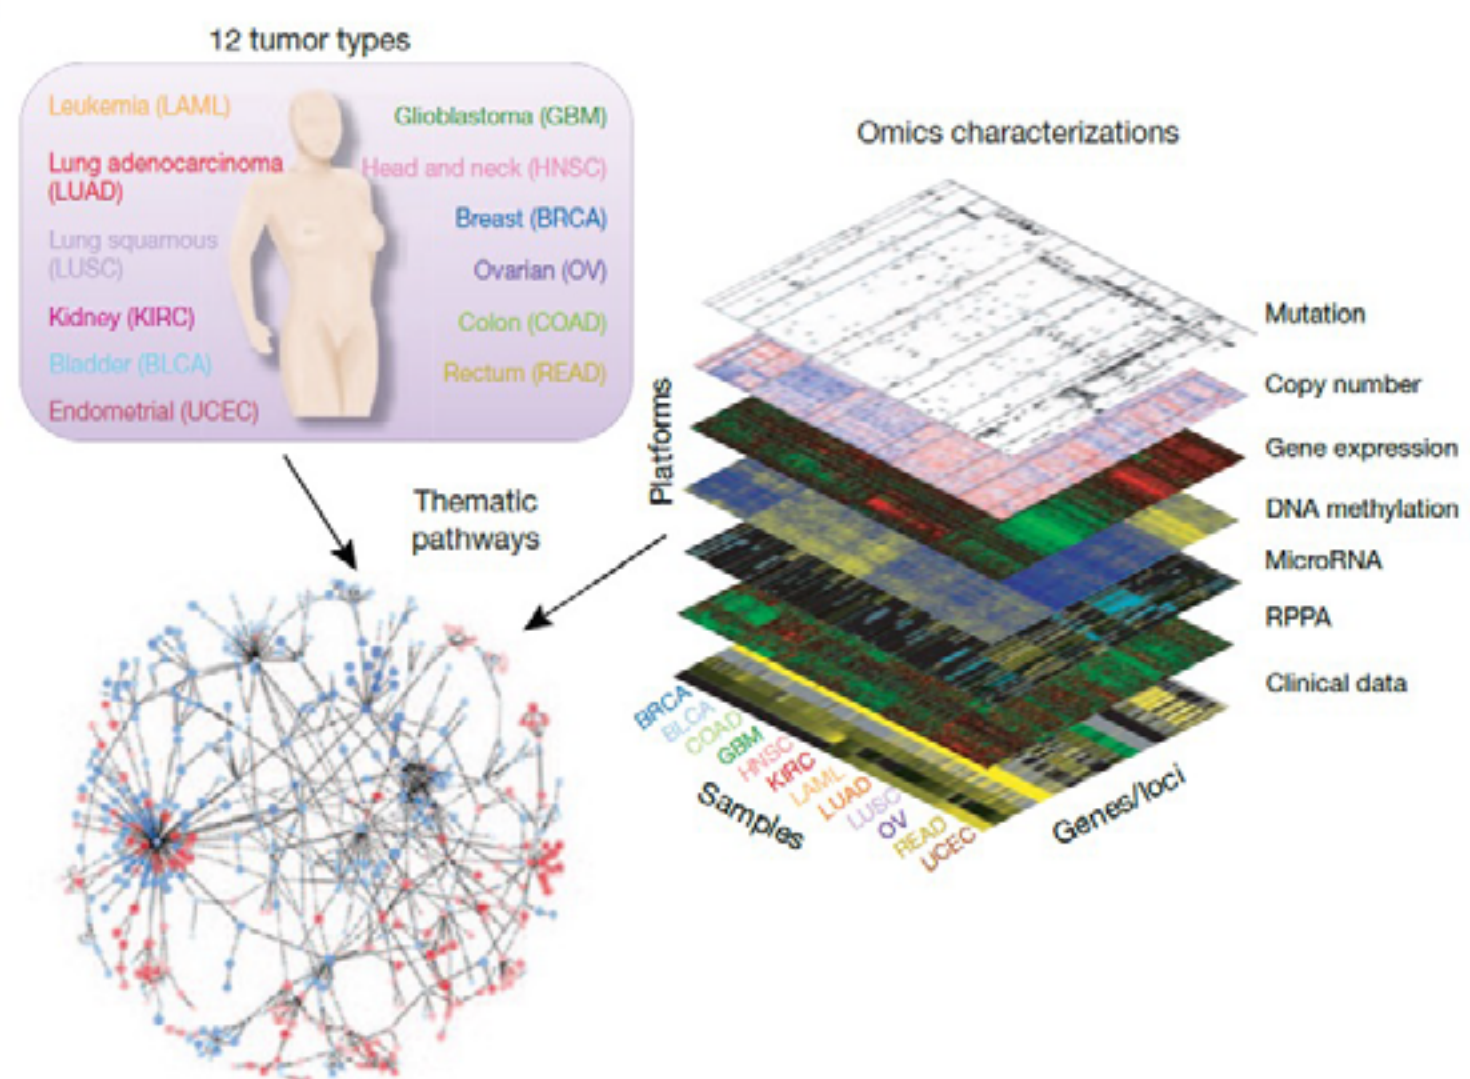 12 tumor types
Leukemia (LAML)
Lung adenocarcinoma
(LUAD)
Lung squamous
(LUSC)
Kidney (KIRC)
Bladder (BLCA)
Endometrial (UCEC)
Glioblastoma (GBM)
Head and neck (HNSC)
Breast (BRCA)
Ovarian (OV)
Colon (COAD)
Rectum (READ)
Thematic
pathways
Omics characterizations
Platforms
Mutation
Copy number
Gene expression
DNA methylation
MicroRNA
RPPA
Clinical data
BRCA
BLCA
COAD
GBM
HNSC
KIRC
LAML
LUAD
LUSC
OV
READ
UCEC
Samples
Genes/loci